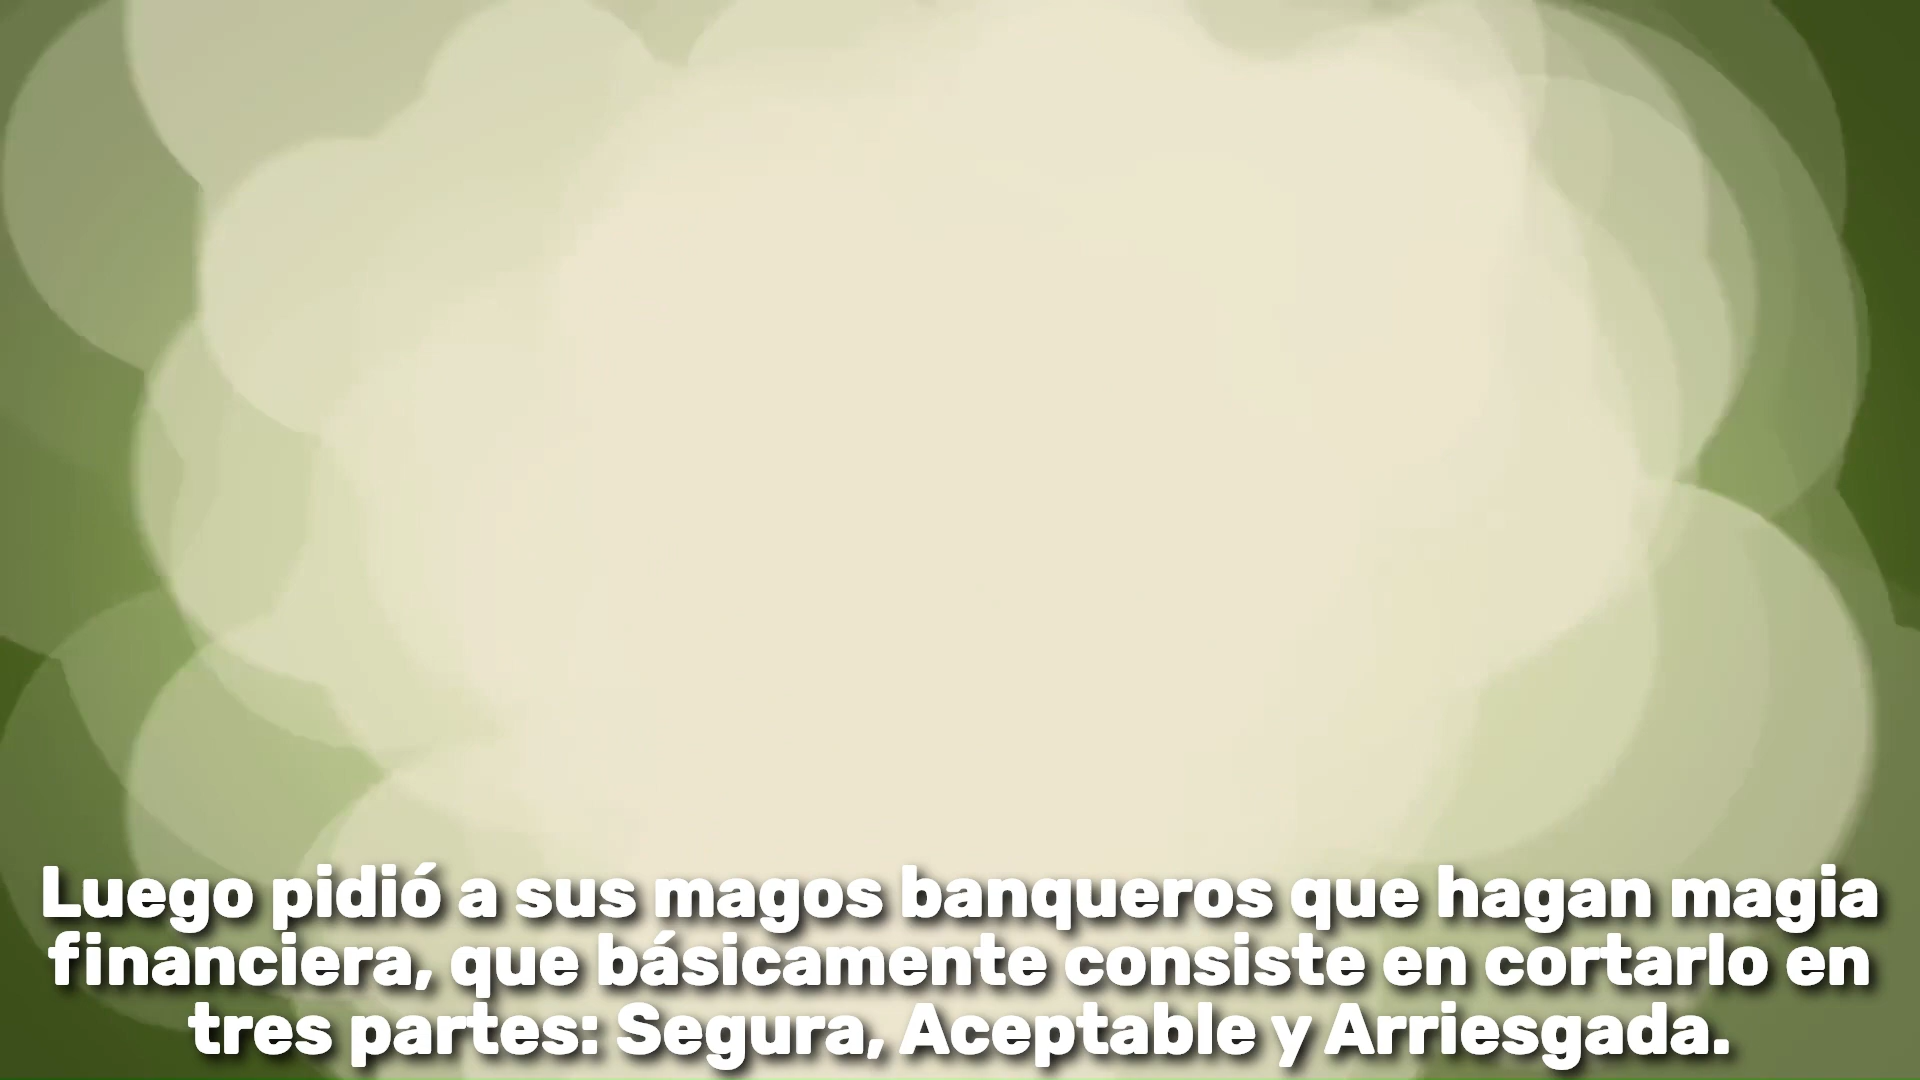 Luego pidió a sus magos banqueros que hagan magia
financiera, que básicamente consiste en cortarlo en
tres partes: Segura, Aceptable y Arriesgada.